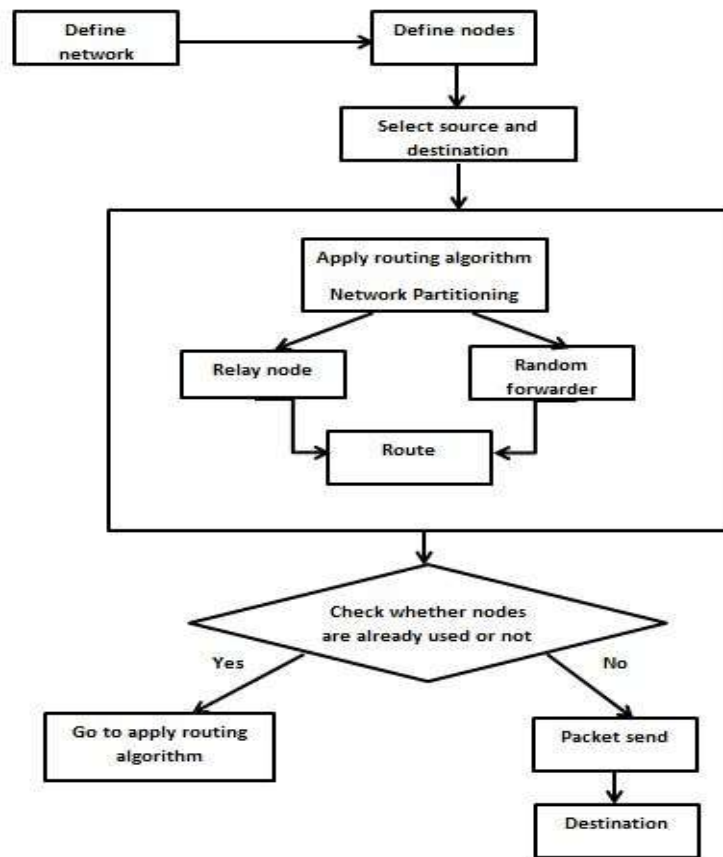 Define
network
Define nodes
Select source and
destination
Apply routing algorithm
Network Partitioning
Relay node
Random
forwarder
Route
Check whether nodes
are already used or not
Yes
No
Go to apply routing
algorithm
Packet send
Destination